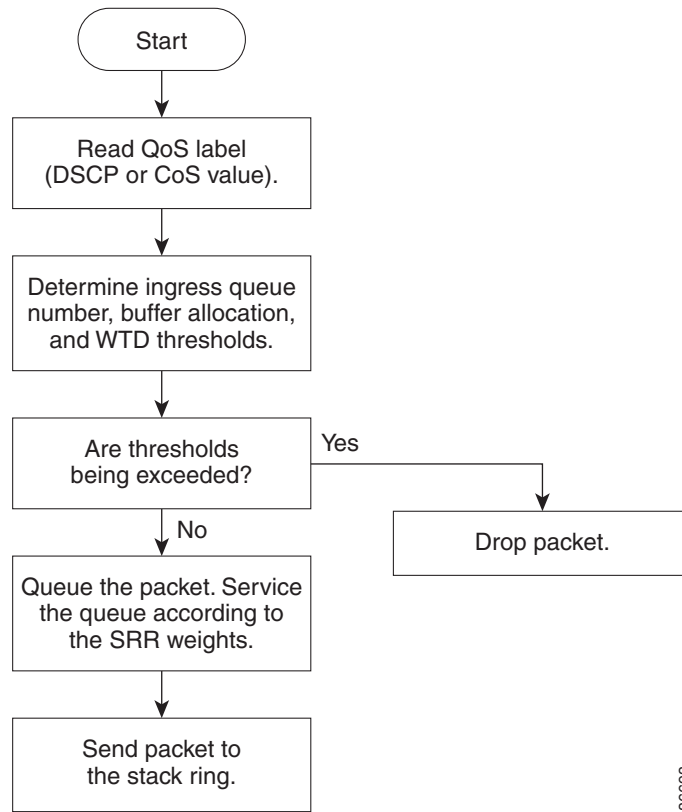 Start
Read QoS label
(DSCP or CoS value).
Determine ingress queue
number, buffer allocation,
and WTD thresholds.
Are thresholds
being exceeded?
Yes
No
Drop packet.
Queue the packet. Service
the queue according to
the SRR weights.
Send packet to
the stack ring.